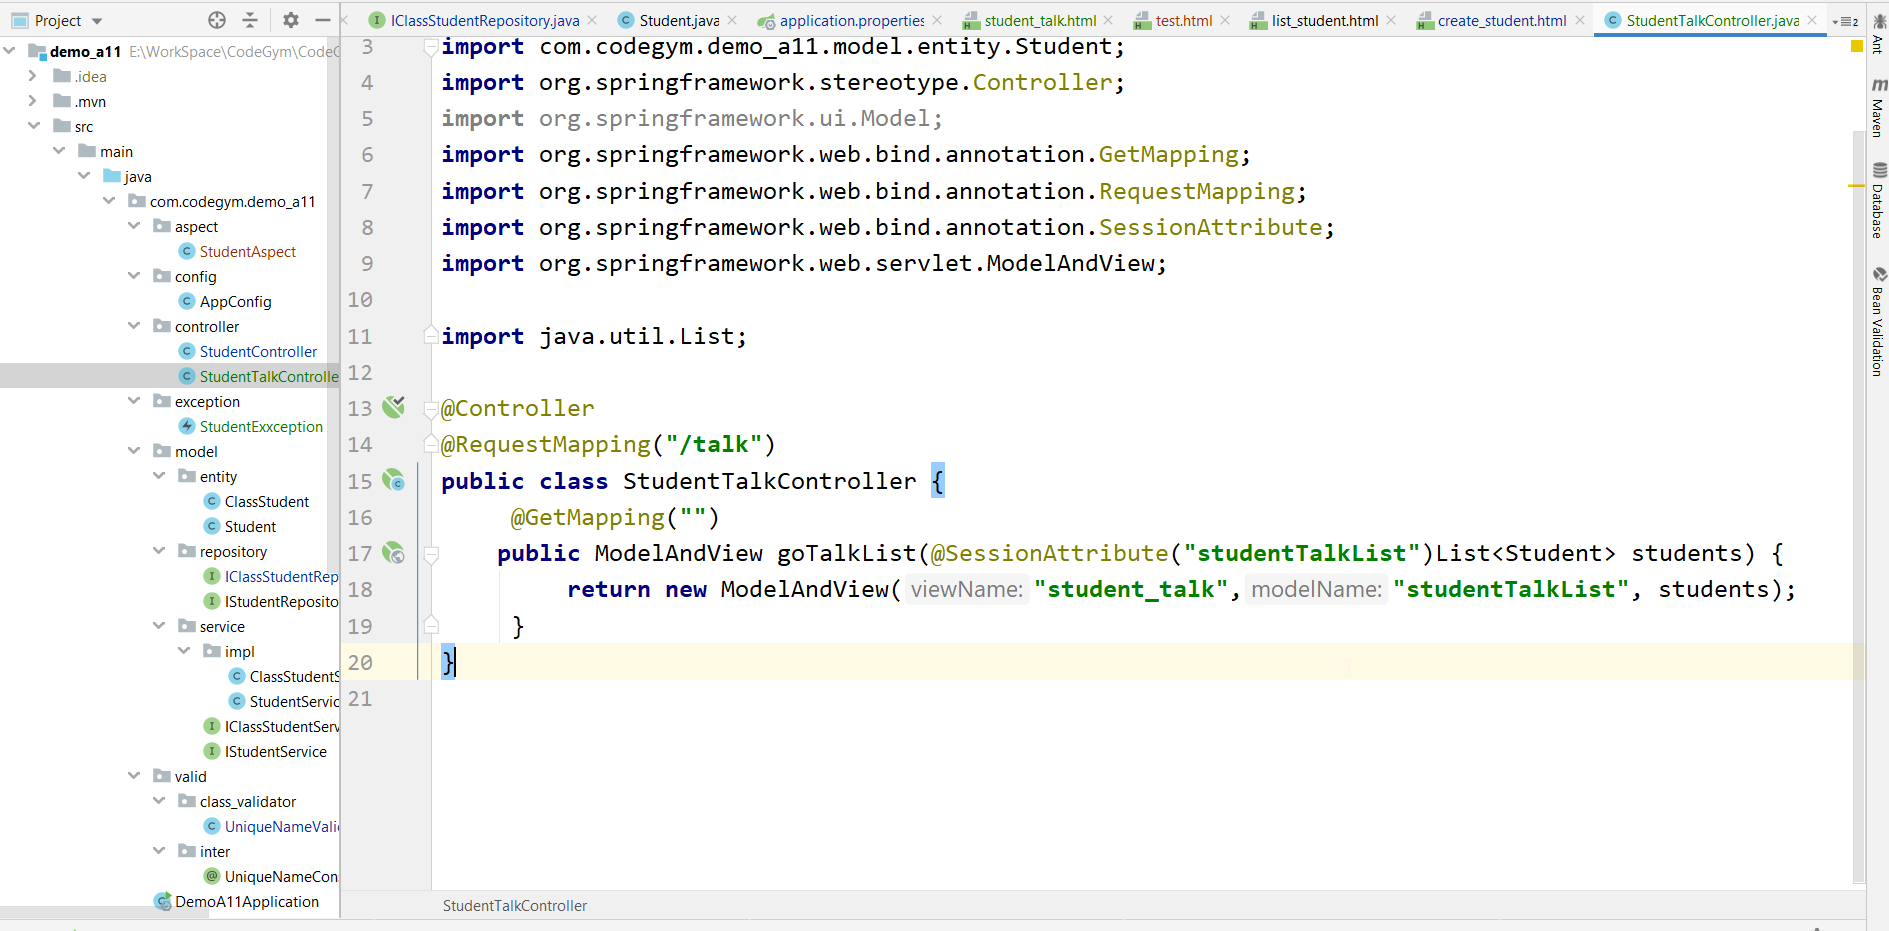 Project
IClassStudentRepository.java
Student.java
application.properties
student_talk.html
test.html
list_student.html
create_student.html
StudentTalkController.java
2
demo_a11 E:\WorkSpace\CodeGym\Code
.idea
.mvn
src
main
java
com.codegym.demo_a11
aspect
StudentAspect
config
AppConfig
controller
StudentController
StudentTalkControlle
exception
StudentExxception
model
entity
ClassStudent
Student
repository
IClassStudentRep
IStudentReposito
service
impl
ClassStudentS
StudentServic
IClassStudentServ
IStudentService
valid
class_validator
UniqueNameVali
inter
UniqueNameCon
DemoA11Application
3 import com.codegym.demo_a11.model.entity.Student;
4 import org.springframework.stereotype.Controller;
5 import org.springframework.ui.Model;
6 import org.springframework.web.bind.annotation.GetMapping;
7 import org.springframework.web.bind.annotation.RequestMapping;
8 import org.springframework.web.bind.annotation.SessionAttribute;
9 import org.springframework.web.servlet.ModelAndView;
10
11 import java.util.List;
12
13 @Controller
14 @RequestMapping("/talk")
15 public class StudentTalkController {
16 @GetMapping("")
17 public ModelAndView goTalkList(@SessionAttribute("studentTalkList")List<Student> students) {
18 return new ModelAndView( viewName: "student_talk", modelName: "studentTalkList", students);
19 }
20 }
21
StudentTalkController
Ant
Maven
Database
Bean Validation